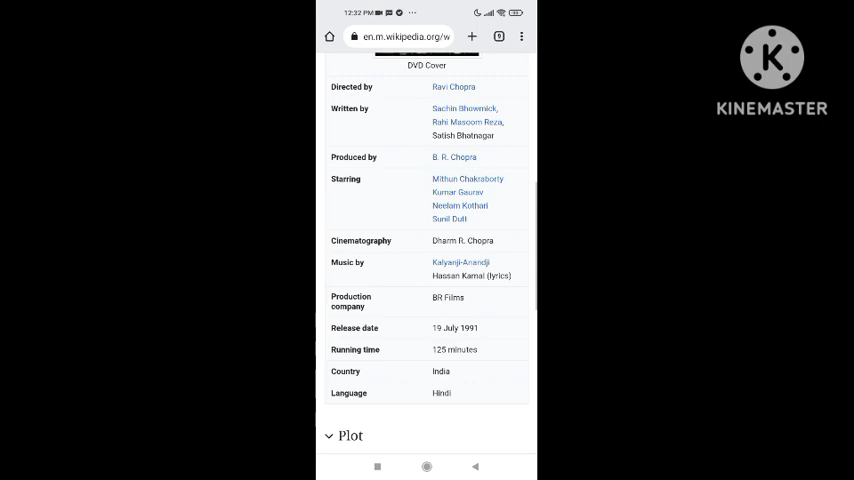 12:32 PM
en.m.wikipedia.org/w
9
K
KINEMASTER
DVD Cover
Directed by Ravi Chopra
Written by Sachin Bhowmick,
Rahi Masoom Reza,
Satish Bhatnagar
Produced by B. R. Chopra
Starring Mithun Chakraborty
Kumar Gaurav
Neelam Kothari
Sunil Dutt
Cinematography Dharm R. Chopra
Music by Kalyanji-Anandji
Hassan Kamal (lyrics)
Production
company BR Films
Release date 19 July 1991
Running time 125 minutes
Country India
Language Hindi
Plot